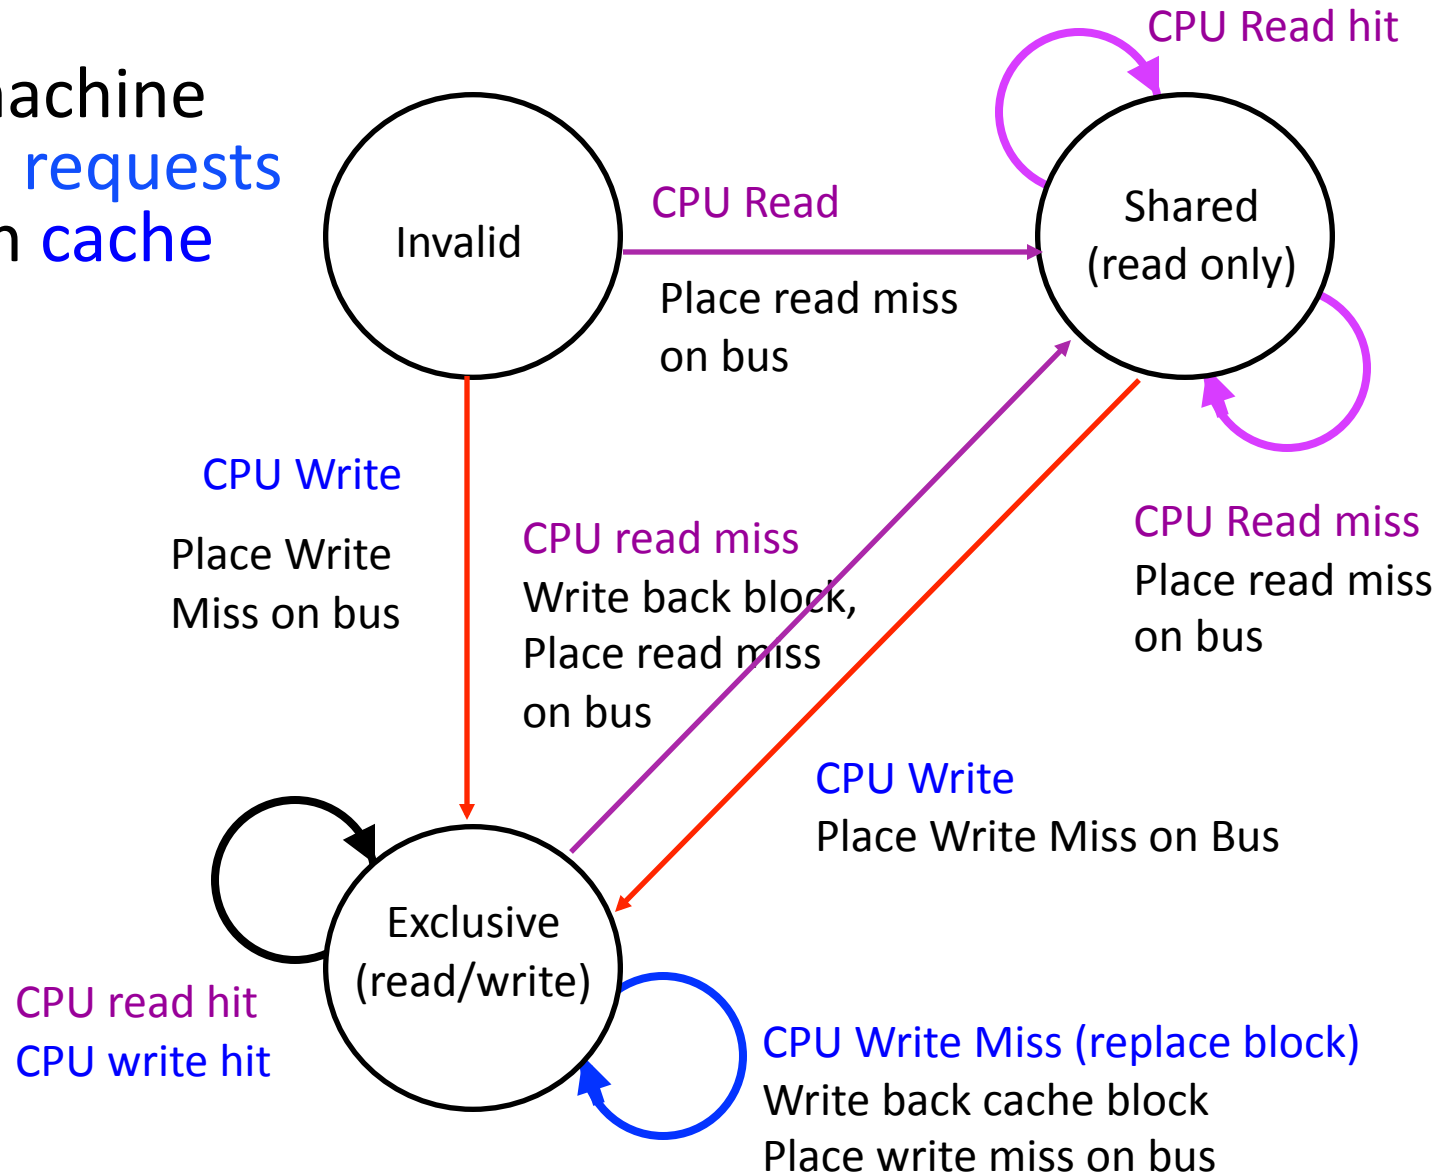 requests
cache
Invalid
CPU Read
Place read miss
on bus
CPU Read hit
Shared
(read only)
CPU Read miss
Place read miss
on bus
CPU Write
Place Write
Miss on bus
CPU read miss
Write back block,
Place read miss
on bus
CPU Write
Place Write Miss on Bus
Exclusive
(read/write)
CPU read hit
CPU write hit
CPU Write Miss (replace block)
Write back cache block
Place write miss on bus